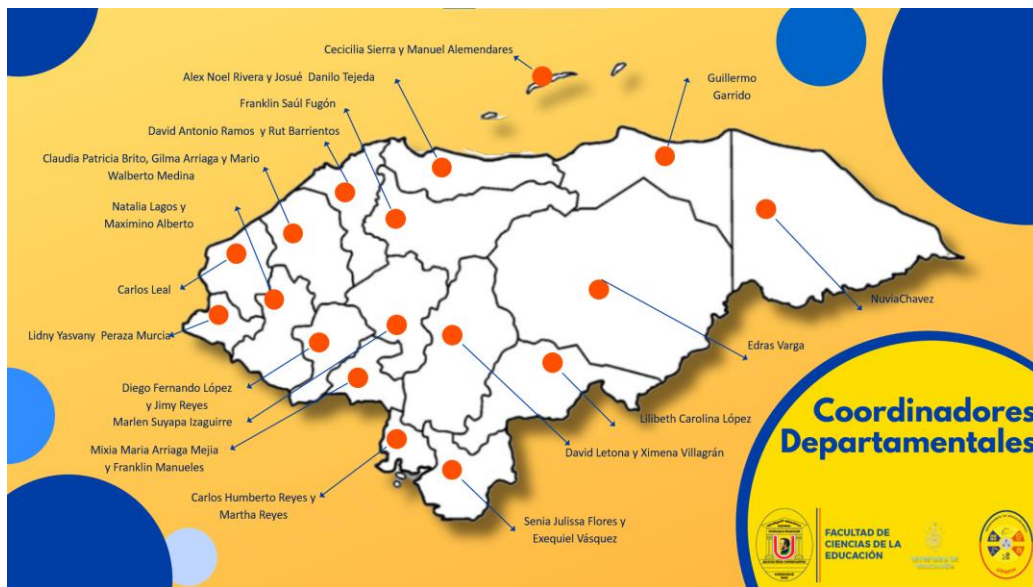 Cecicilia Sierra y Manuel Alemendares
Alex Noel Rivera y Josué Danilo Tejeda
Guillermo
Garrido
Franklin Saúl Fugón
David Antonio Ramos y Rut Barrientos
Claudia Patricia Brito, Gilma Arriaga y Mario
Walberto Medina
Natalia Lagos y
Maximino Alberto
Carlos Leal
NuviaChavez
Lidny Yasvany Peraza Murcia
Edras Varga
Diego Fernando López
y Jimy Reyes
Marlen Suyapa Izaguirre
Lilibeth Carolina López
Mixia Maria Arriaga Mejia
y Franklin Manueles
David Letona y Ximena Villagrán
Carlos Humberto Reyes y
Martha Reyes
Senia Julissa Flores y
Exequiel Vásquez
Coordinadores
Departamentales
FACULTAD DE
CIENCIAS DE LA
EDUCACIÓN
SECRETARÍA DE
EDUCACIÓN